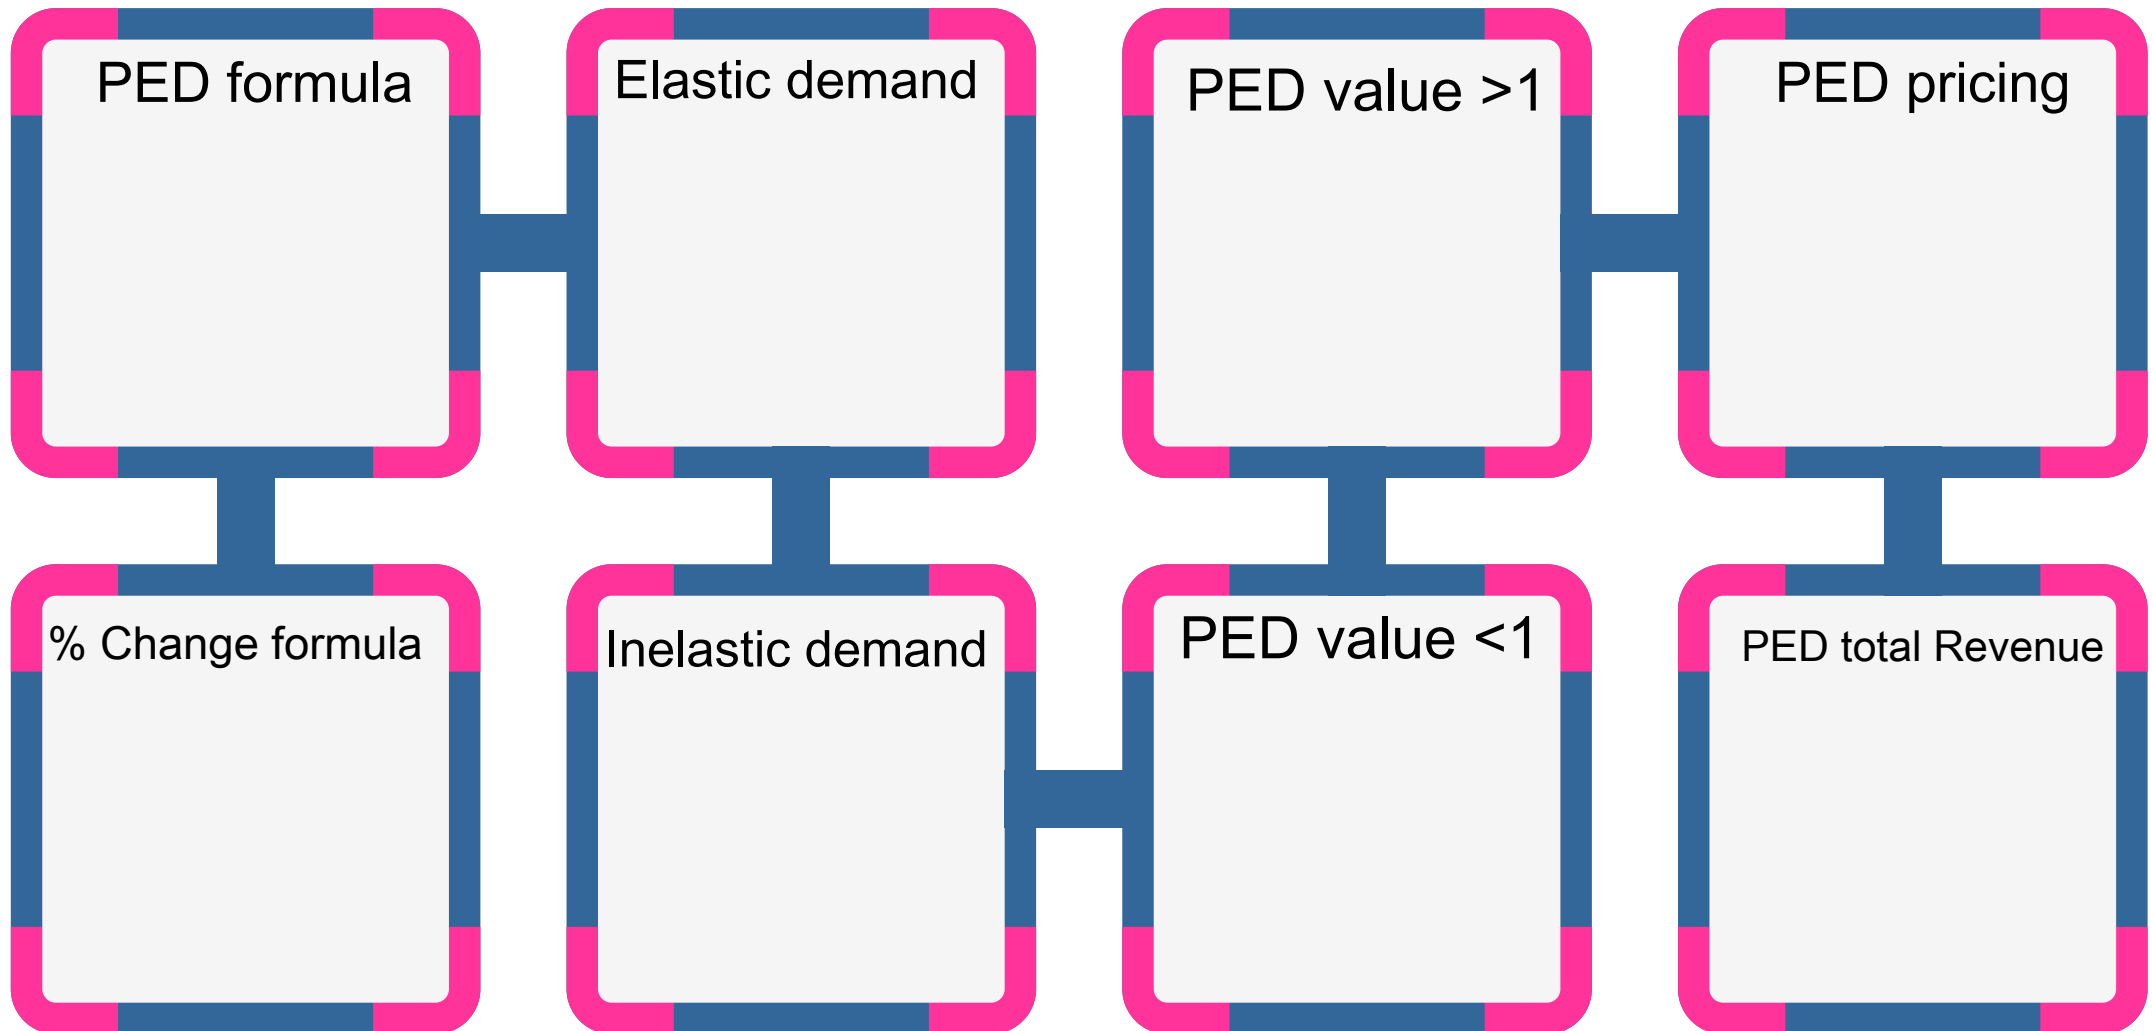 PED formula
Elastic demand
PED value >1
PED pricing
% Change formula
Inelastic demand
PED value <1
PED total Revenue